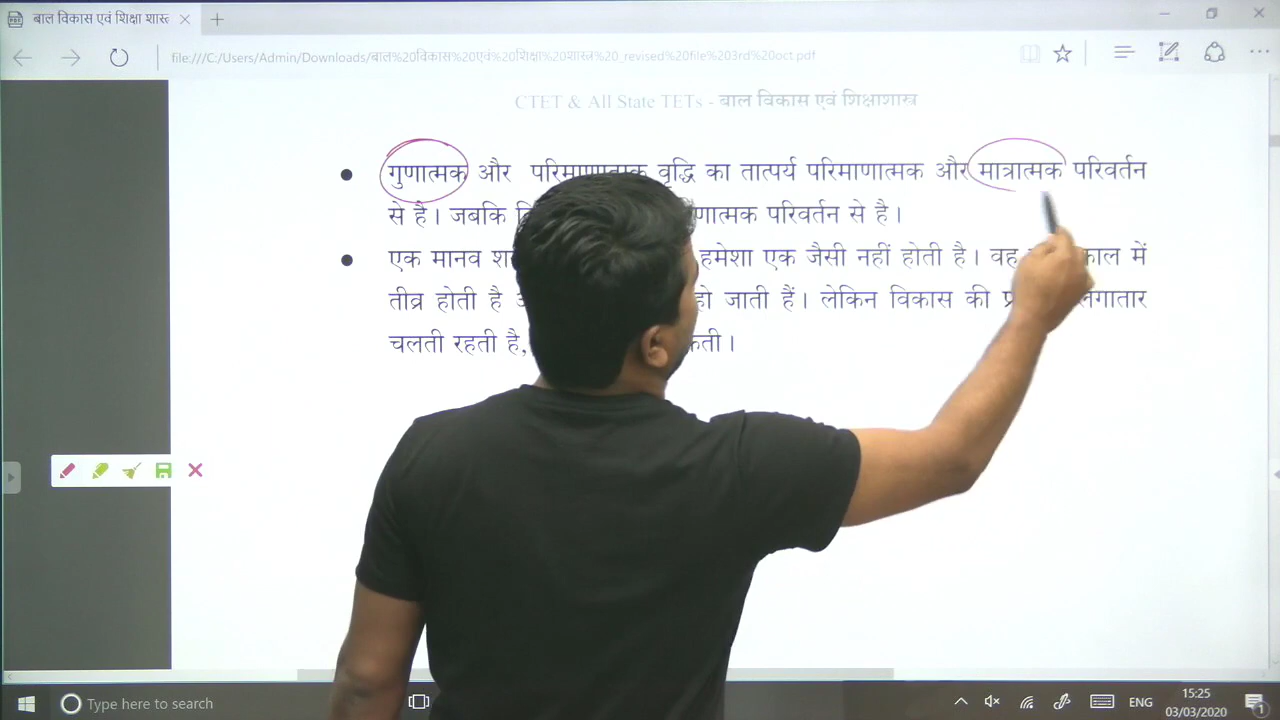 बाल विकास एवं शिक्षा शास्त्
file:///C:/Users/Admin/Downloads/बाल%20विकास%20एवं%20शिक्षा%20शास्त्र%20_revised%20file%203rd%20oct.pdf
CTET & All State TETs - बाल विकास एवं शिक्षाशास्त्र
गुणात्मक और परिमाणात्मक वृद्धि का तात्पर्य परिमाणात्मक और मात्रात्मक परिवर्तन
से है। जबकि परिवर्तन से है।
एक मानव हमेशा एक जैसी नहीं होती है। वह में
तीव्र होती है हो जाती हैं। लेकिन विकास की लगातार
चलती रहती है,
Type here to search
ENG
15:25
03/03/2020
1